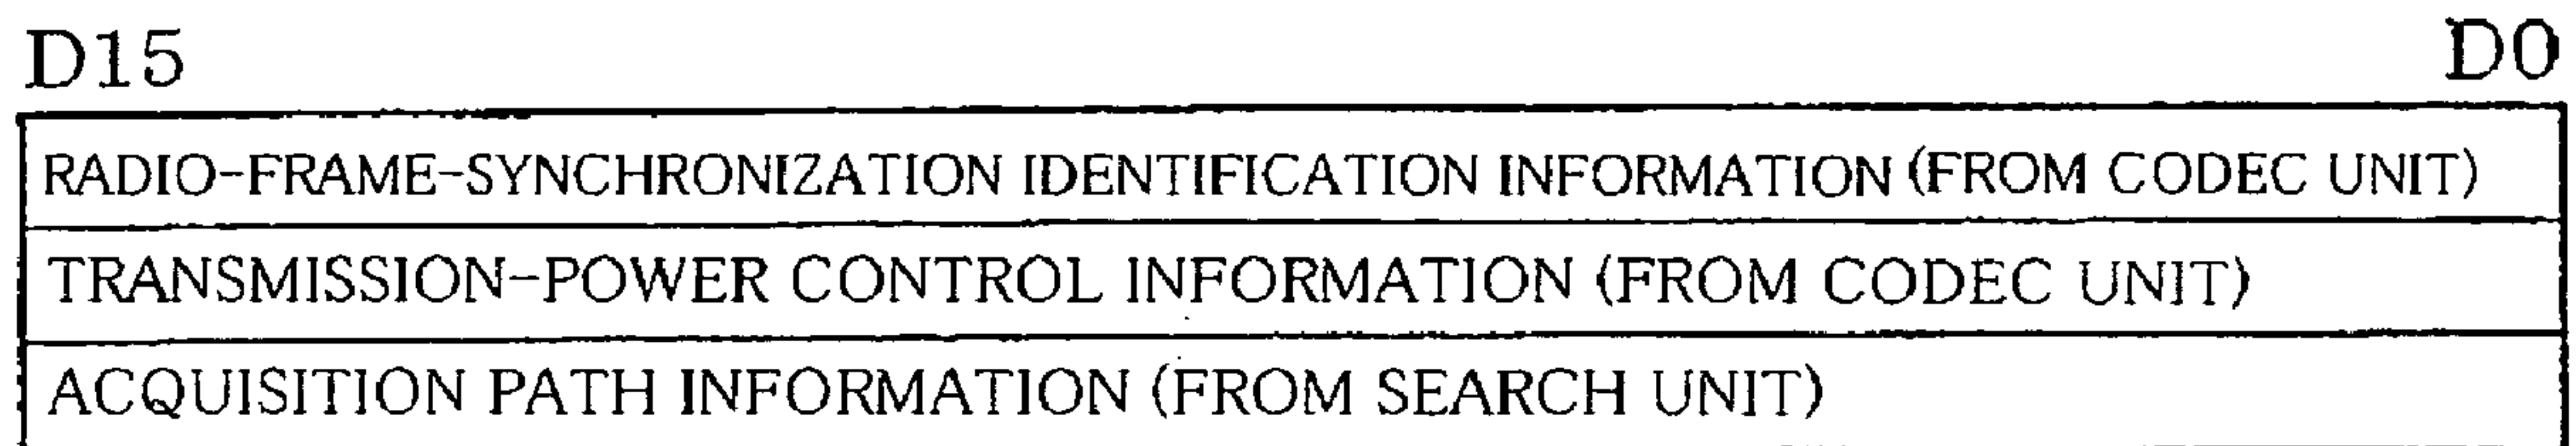 D15 D0
RADIO-FRAME-SYNCHRONIZATION IDENTIFICATION INFORMATION (FROM CODEC UNIT)
TRANSMISSION-POWER CONTROL INFORMATION (FROM CODEC UNIT)
ACQUISITION PATH INFORMATION (FROM SEARCH UNIT)